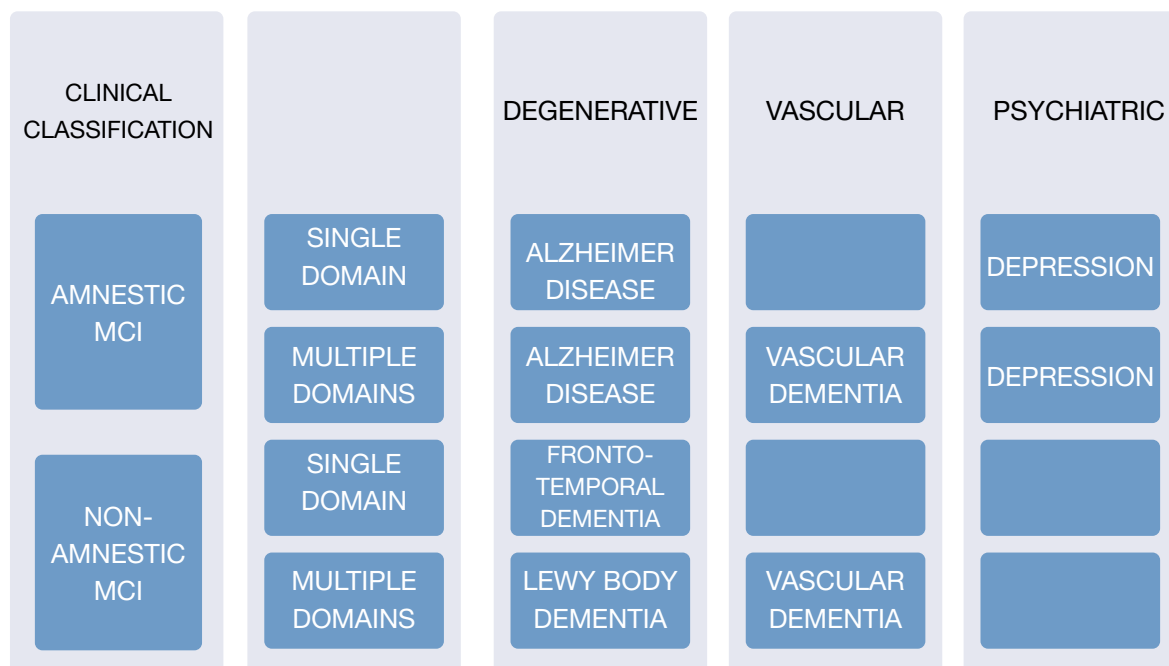 CLINICAL
CLASSIFICATION
DEGENERATIVE
VASCULAR
PSYCHIATRIC
AMNESTIC
MCI
SINGLE
DOMAIN
ALZHEIMER
DISEASE
DEPRESSION
MULTIPLE
DOMAINS
ALZHEIMER
DISEASE
VASCULAR
DEMENTIA
DEPRESSION
NON-
AMNESTIC
MCI
SINGLE
DOMAIN
FRONTO-
TEMPORAL
DEMENTIA
MULTIPLE
DOMAINS
LEWY BODY
DEMENTIA
VASCULAR
DEMENTIA